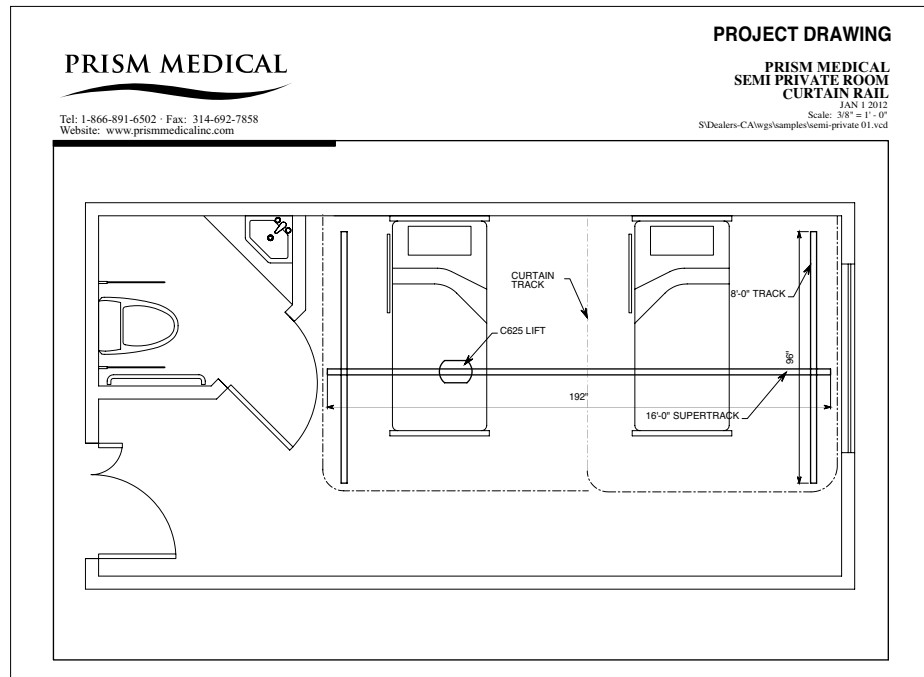 PROJECT DRAWING
PRISM MEDICAL
PRISM MEDICAL
SEMI PRIVATE ROOM
CURTAIN RAIL
JAN 1 2012
Scale: 3/8" = 1' - 0"
S\Dealers-CA\wgs\samples\semi-private 01.vcd
Tel: 1-866-891-6502 · Fax: 314-692-7858
Website: www.prismmedicalinc.com
CURTAIN
TRACK
8'-0" TRACK
C625 LIFT
96"
192"
16'-0" SUPERTRACK